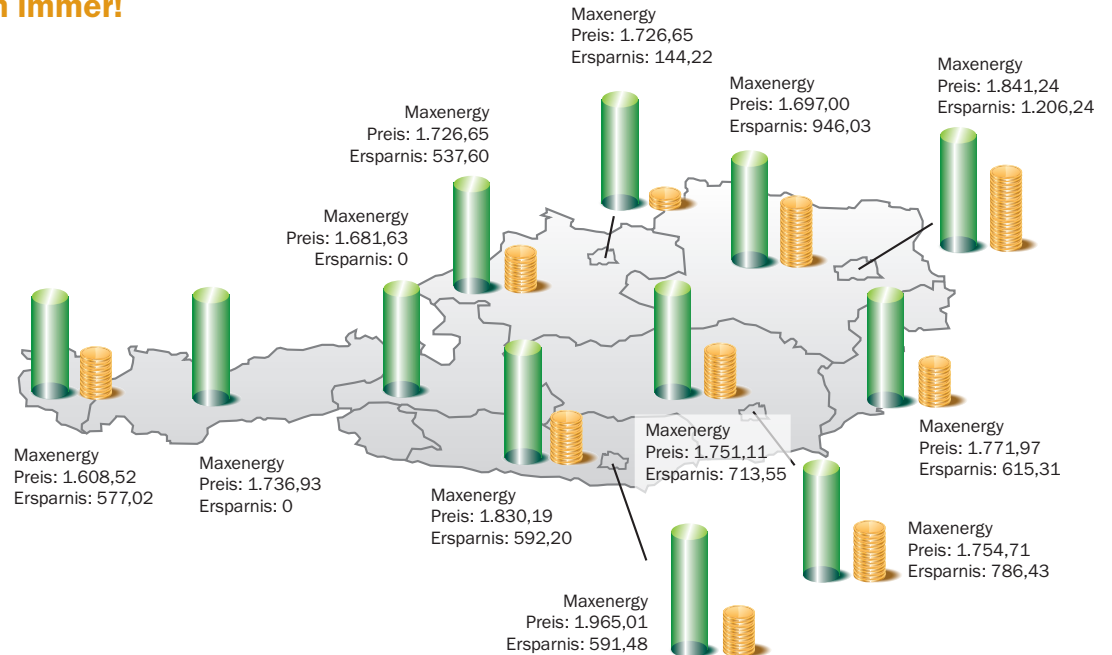 n immer!
Maxenergy
Preis: 1.726,65
Ersparnis: 144,22
Maxenergy
Preis: 1.841,24
Ersparnis: 1.206,24
Maxenergy
Preis: 1.697,00
Ersparnis: 946,03
Maxenergy
Preis: 1.726,65
Ersparnis: 537,60
Maxenergy
Preis: 1.681,63
Ersparnis: 0
Maxenergy
Preis: 1.608,52
Ersparnis: 577,02
Maxenergy
Preis: 1.736,93
Ersparnis: 0
Maxenergy
Preis: 1.830,19
Ersparnis: 592,20
Maxenergy
Preis: 1.751,11
Ersparnis: 713,55
Maxenergy
Preis: 1.771,97
Ersparnis: 615,31
Maxenergy
Preis: 1.754,71
Ersparnis: 786,43
Maxenergy
Preis: 1.965,01
Ersparnis: 591,48